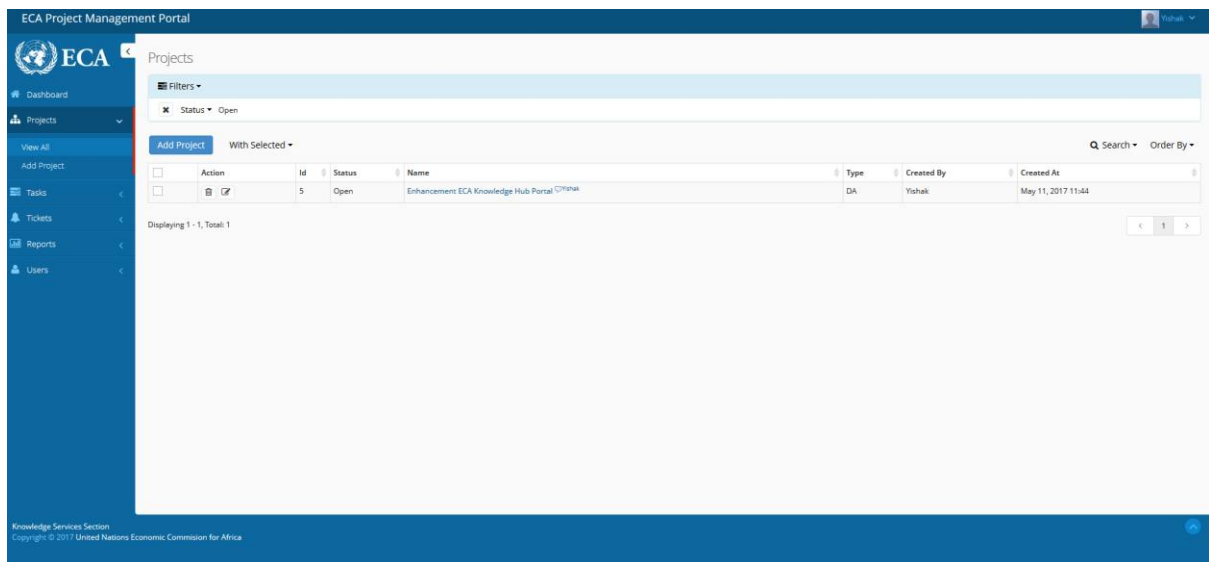 ECA Project Management Portal
Yishak
ECA
Dashboard
Projects
View All
Add Project
Tasks
Tickets
Reports
Users
Projects
Filters
Status Open
Add Project With Selected Search Order By
Action Id Status Name Type Created By Created At
5 Open Enhancement ECA Knowledge Hub Portal Yishak DA Yishak May 11, 2017 11:44
Displaying 1 - 1, Total: 1
1
Knowledge Services Section
Copyright © 2017 United Nations Economic Commision for Africa